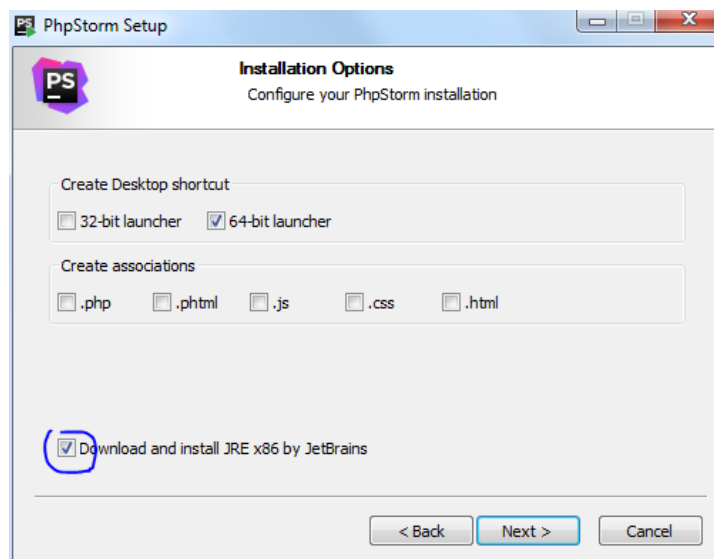 PS PhpStorm Setup
PS
Installation Options
Configure your PhpStorm installation
Create Desktop shortcut
32-bit launcher 64-bit launcher
Create associations
.php .phtml .js .css .html
Download and install JRE x86 by JetBrains
< Back Next > Cancel